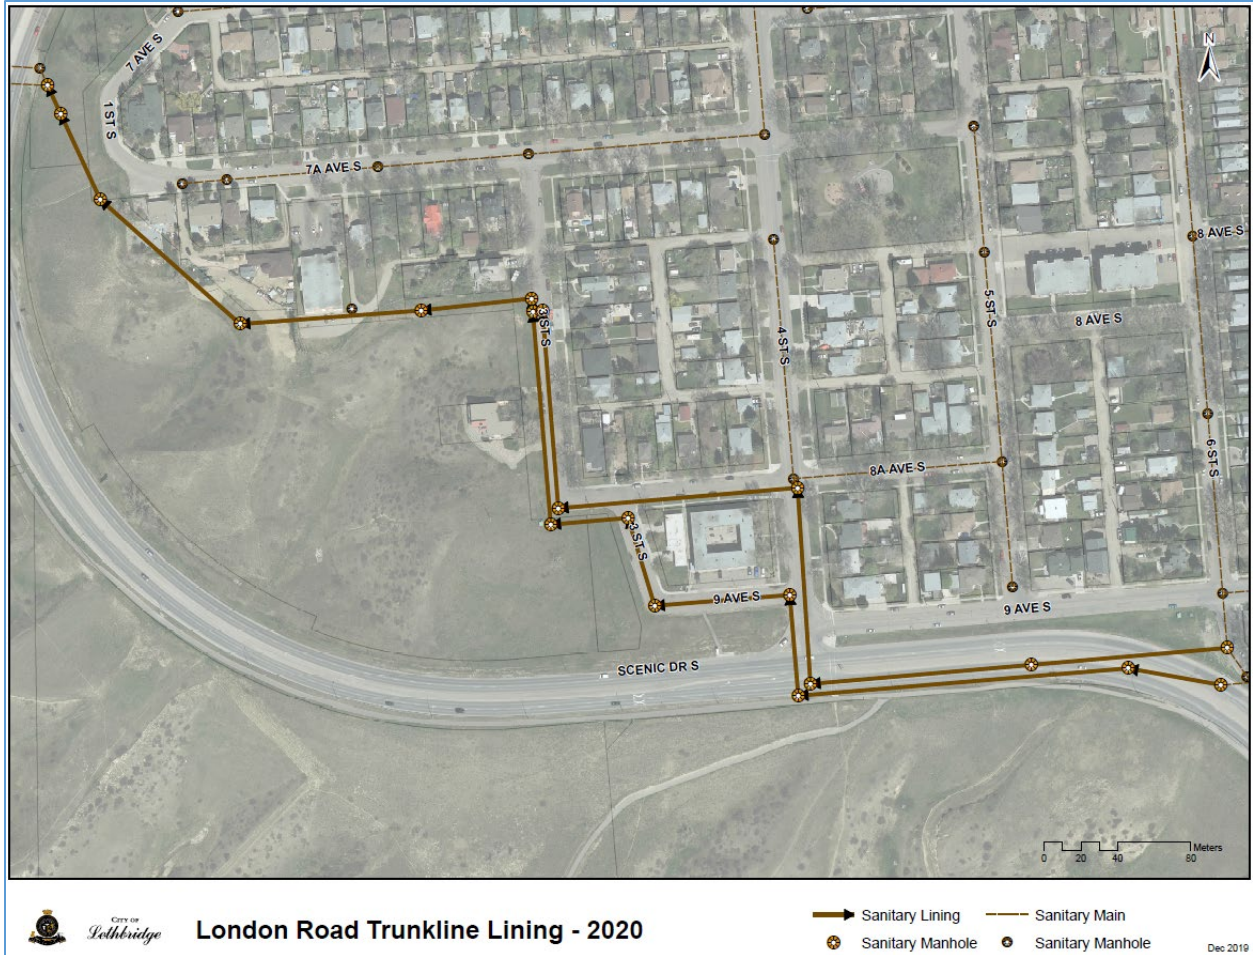 N
7 AVE S
1 ST S
7A AVE S
8 AVE S
3 ST S
5 ST S
8 AVE S
4 ST S
6 ST S
8A AVE S
3 ST S
9 AVE S
9 AVE S
SCENIC DR S
Meters
0 20 40 80
CITY OF
Lethbridge
London Road Trunkline Lining - 2020
Sanitary Lining
Sanitary Main
Sanitary Manhole
Sanitary Manhole
Dec 2019